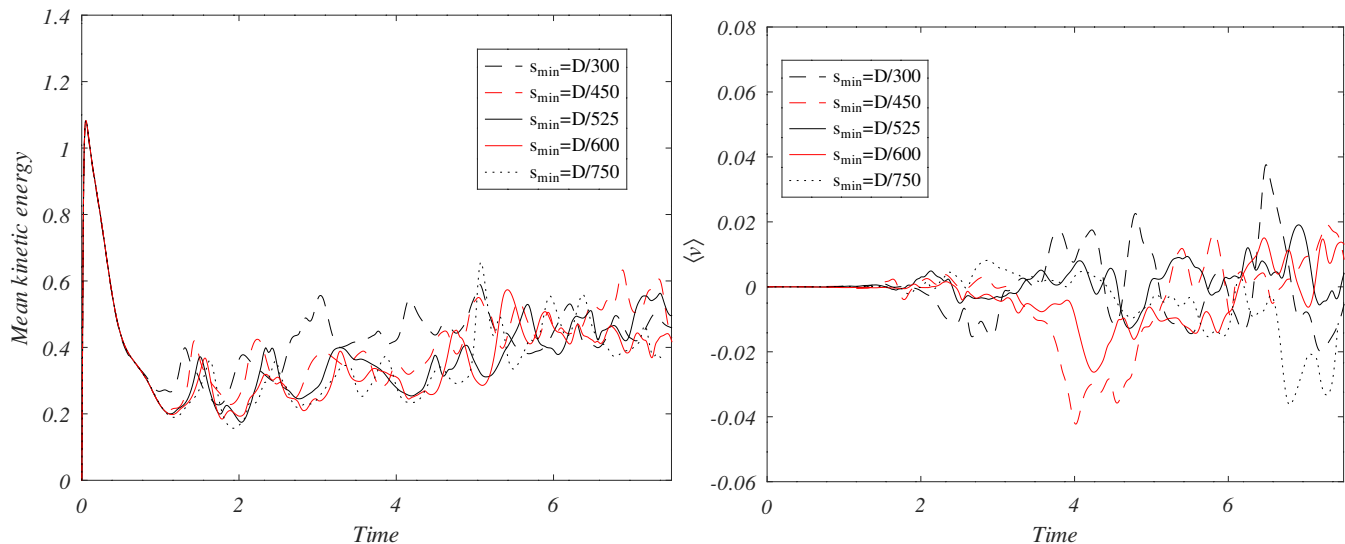 1.4
1.2
1
0.8
0.6
0.4
0.2
0
0
2
4
6
Time
Mean kinetic energy
s_min=D/300
s_min=D/450
s_min=D/525
s_min=D/600
s_min=D/750
0.08
0.06
0.04
0.02
0
-0.02
-0.04
-0.06
0
2
4
6
Time
⟨v⟩
s_min=D/300
s_min=D/450
s_min=D/525
s_min=D/600
s_min=D/750